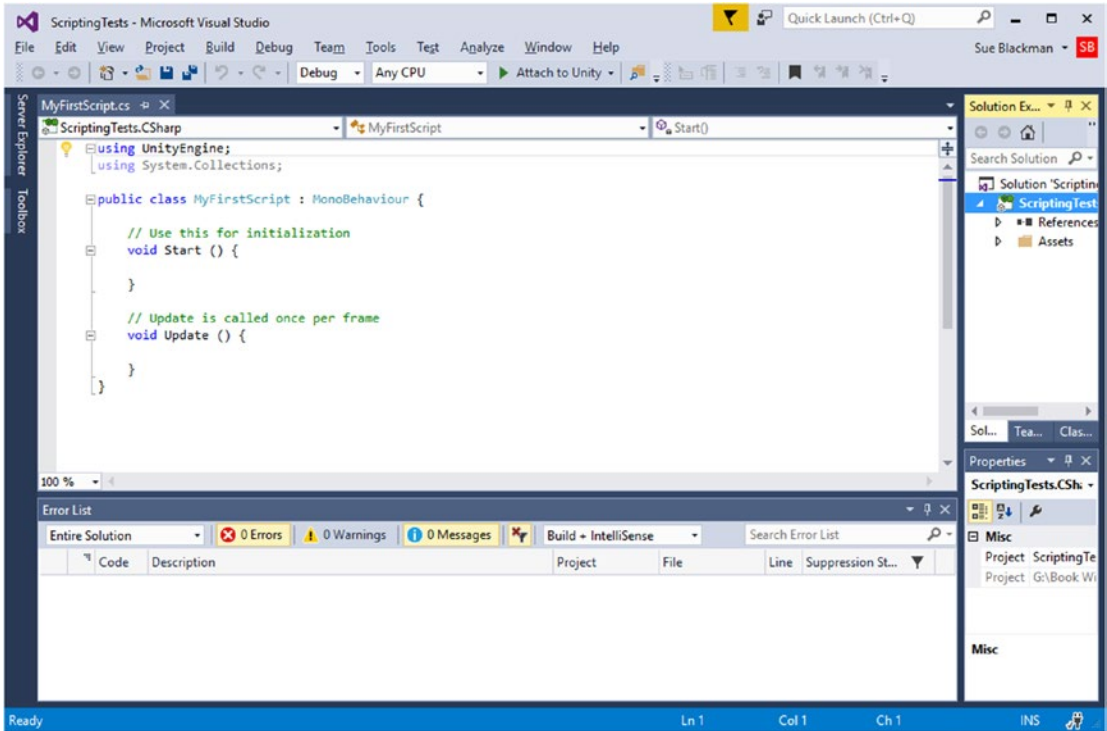 ScriptingTests - Microsoft Visual Studio
Quick Launch (Ctrl+Q)
File Edit View Project Build Debug Team Tools Test Analyze Window Help
Sue Blackman SB
Debug Any CPU Attach to Unity
Server Explorer
Toolbox
MyFirstScript.cs
ScriptingTests.CSharp MyFirstScript Start()
using UnityEngine;
using System.Collections;
public class MyFirstScript : MonoBehaviour {
// Use this for initialization
void Start () {
}
// Update is called once per frame
void Update () {
}
}
100 %
Solution Ex...
Search Solution
Solution 'Scripting
ScriptingTest
References
Assets
Sol... Tea... Clas...
Properties
ScriptingTests.CSh
Misc
Project ScriptingTe
Project G:\Book Wi
Misc
Error List
Entire Solution 0 Errors 0 Warnings 0 Messages Build + IntelliSense Search Error List
Code Description Project File Line Suppression St...
Ready Ln 1 Col 1 Ch 1 INS